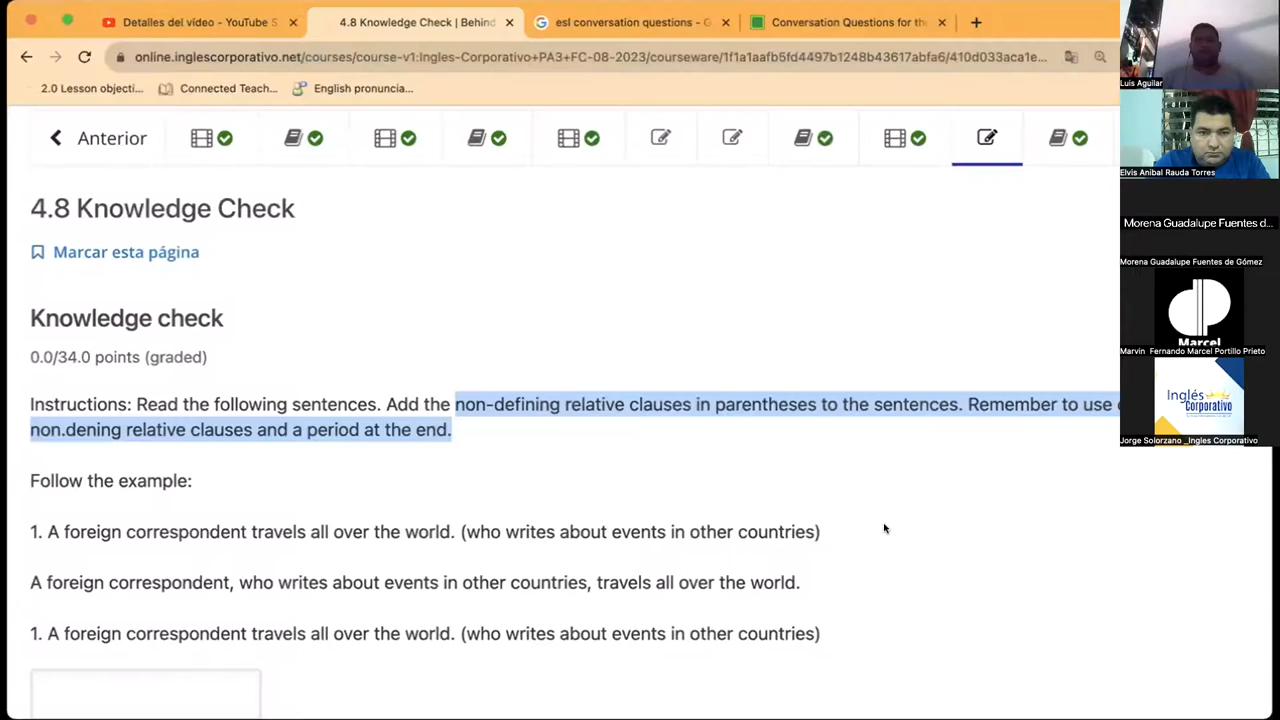 Detalles del vídeo - YouTube S
4.8 Knowledge Check | Behind
esl conversation questions - G
Conversation Questions for the
online.inglescorporativo.net/courses/course-v1:Ingles-Corporativo+PA3+FC-08-2023/courseware/1f1a1aafb5fd4497b1248b43617abfa6/410d033aca1e...
2.0 Lesson objecti...
Connected Teach...
English pronuncia...
Anterior
4.8 Knowledge Check
Marcar esta página
Knowledge check
0.0/34.0 points (graded)
Instructions: Read the following sentences. Add the non-defining relative clauses in parentheses to the sentences. Remember to use
non.dening relative clauses and a period at the end.
Follow the example:
1. A foreign correspondent travels all over the world. (who writes about events in other countries)
A foreign correspondent, who writes about events in other countries, travels all over the world.
1. A foreign correspondent travels all over the world. (who writes about events in other countries)
Luis Aguilar
Elvis Anibal Rauda Torres
Morena Guadalupe Fuentes d...
Morena Guadalupe Fuentes de Gómez
Marcel
Marvin Fernando Marcel Portillo Prieto
Inglés
Corporativo
Jorge Solorzano _Ingles Corporativo